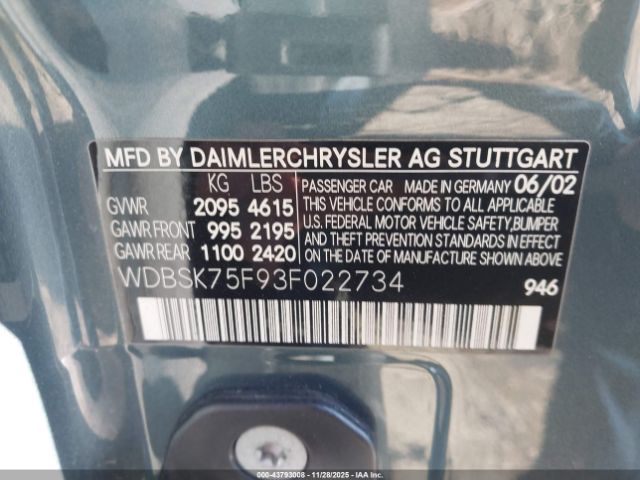 MFD BY DAIMLERCHRYSLER AG STUTTGART
KG LBS
GVWR 2095 4615
GAWR FRONT 995 2195
GAWR REAR 1100 2420
PASSENGER CAR MADE IN GERMANY 06/02
THIS VEHICLE CONFORMS TO ALL APPLICABLE
U.S. FEDERAL MOTOR VEHICLE SAFETY, BUMPER
AND THEFT PREVENTION STANDARDS IN EFFECT
ON THE DATE OF MANUFACTURE SHOWN ABOVE.
WDBSK75F93F022734
946
000-43793008 - 11/28/2025 - IAAI.COM